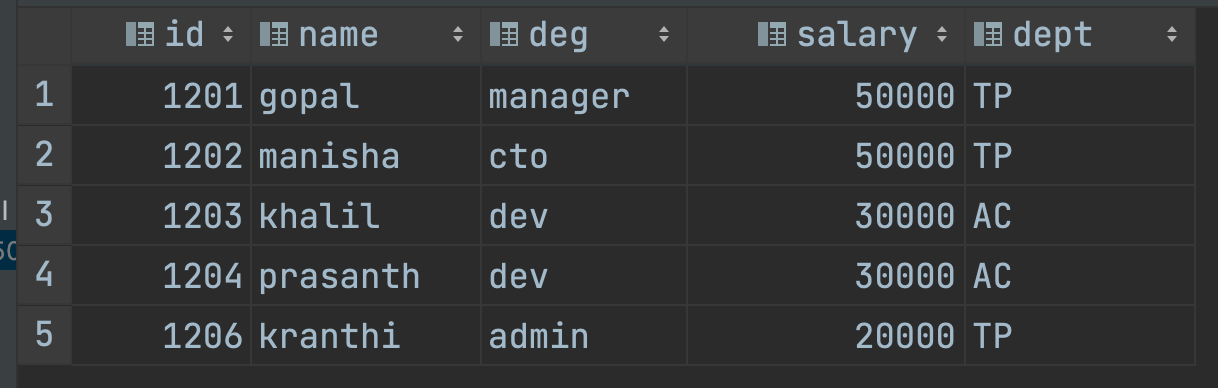 id name deg salary dept
1 1201 gopal manager 50000 TP
2 1202 manisha cto 50000 TP
3 1203 khalil dev 30000 AC
4 1204 prasanth dev 30000 AC
5 1206 kranthi admin 20000 TP